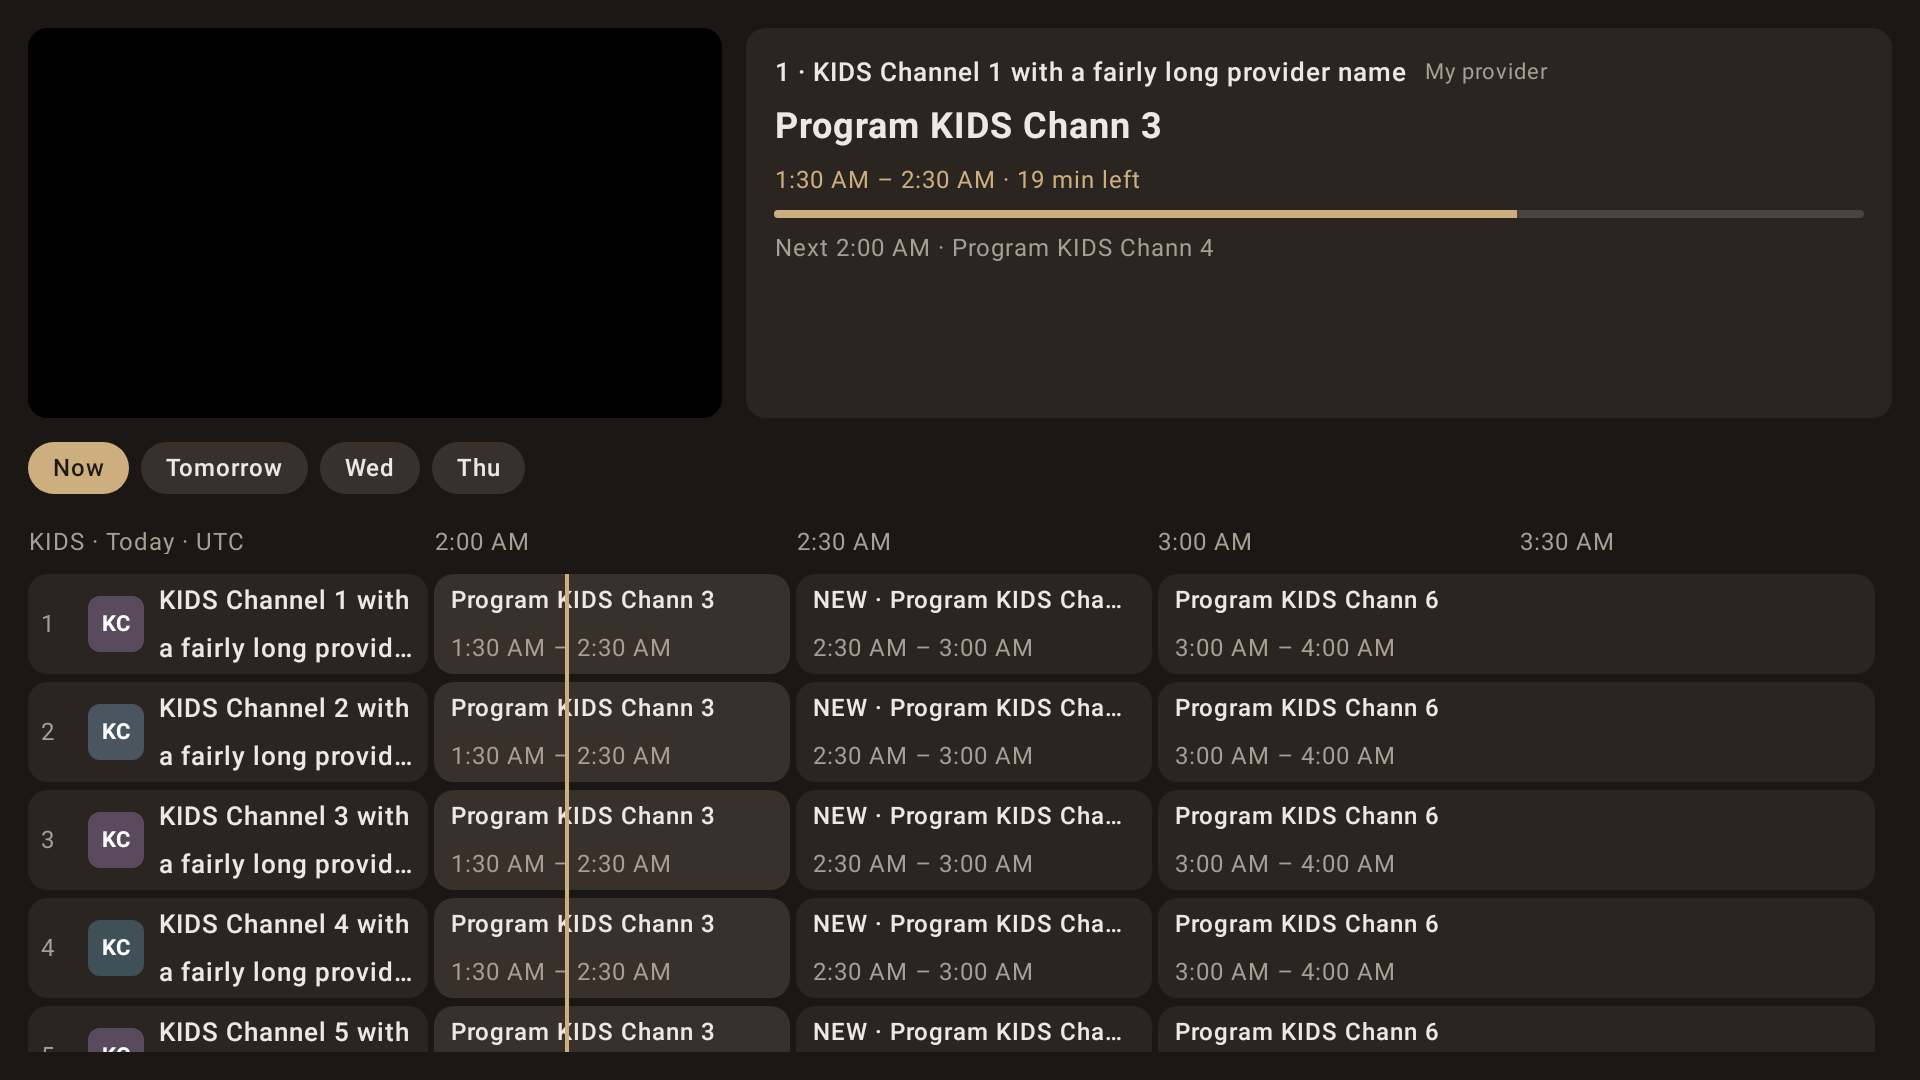 1 · KIDS Channel 1 with a fairly long provider name My provider
Program KIDS Chann 3
1:30 AM – 2:30 AM · 19 min left
Next 2:00 AM · Program KIDS Chann 4
Now Tomorrow Wed Thu
KIDS · Today · UTC 2:00 AM 2:30 AM 3:00 AM 3:30 AM
1 KC KIDS Channel 1 with a fairly long provid…
Program KIDS Chann 3
1:30 AM – 2:30 AM
NEW · Program KIDS Cha…
2:30 AM – 3:00 AM
Program KIDS Chann 6
3:00 AM – 4:00 AM
2 KC KIDS Channel 2 with a fairly long provid…
Program KIDS Chann 3
1:30 AM – 2:30 AM
NEW · Program KIDS Cha…
2:30 AM – 3:00 AM
Program KIDS Chann 6
3:00 AM – 4:00 AM
3 KC KIDS Channel 3 with a fairly long provid…
Program KIDS Chann 3
1:30 AM – 2:30 AM
NEW · Program KIDS Cha…
2:30 AM – 3:00 AM
Program KIDS Chann 6
3:00 AM – 4:00 AM
4 KC KIDS Channel 4 with a fairly long provid…
Program KIDS Chann 3
1:30 AM – 2:30 AM
NEW · Program KIDS Cha…
2:30 AM – 3:00 AM
Program KIDS Chann 6
3:00 AM – 4:00 AM
KIDS Channel 5 with
Program KIDS Chann 3
NEW · Program KIDS Cha…
Program KIDS Chann 6